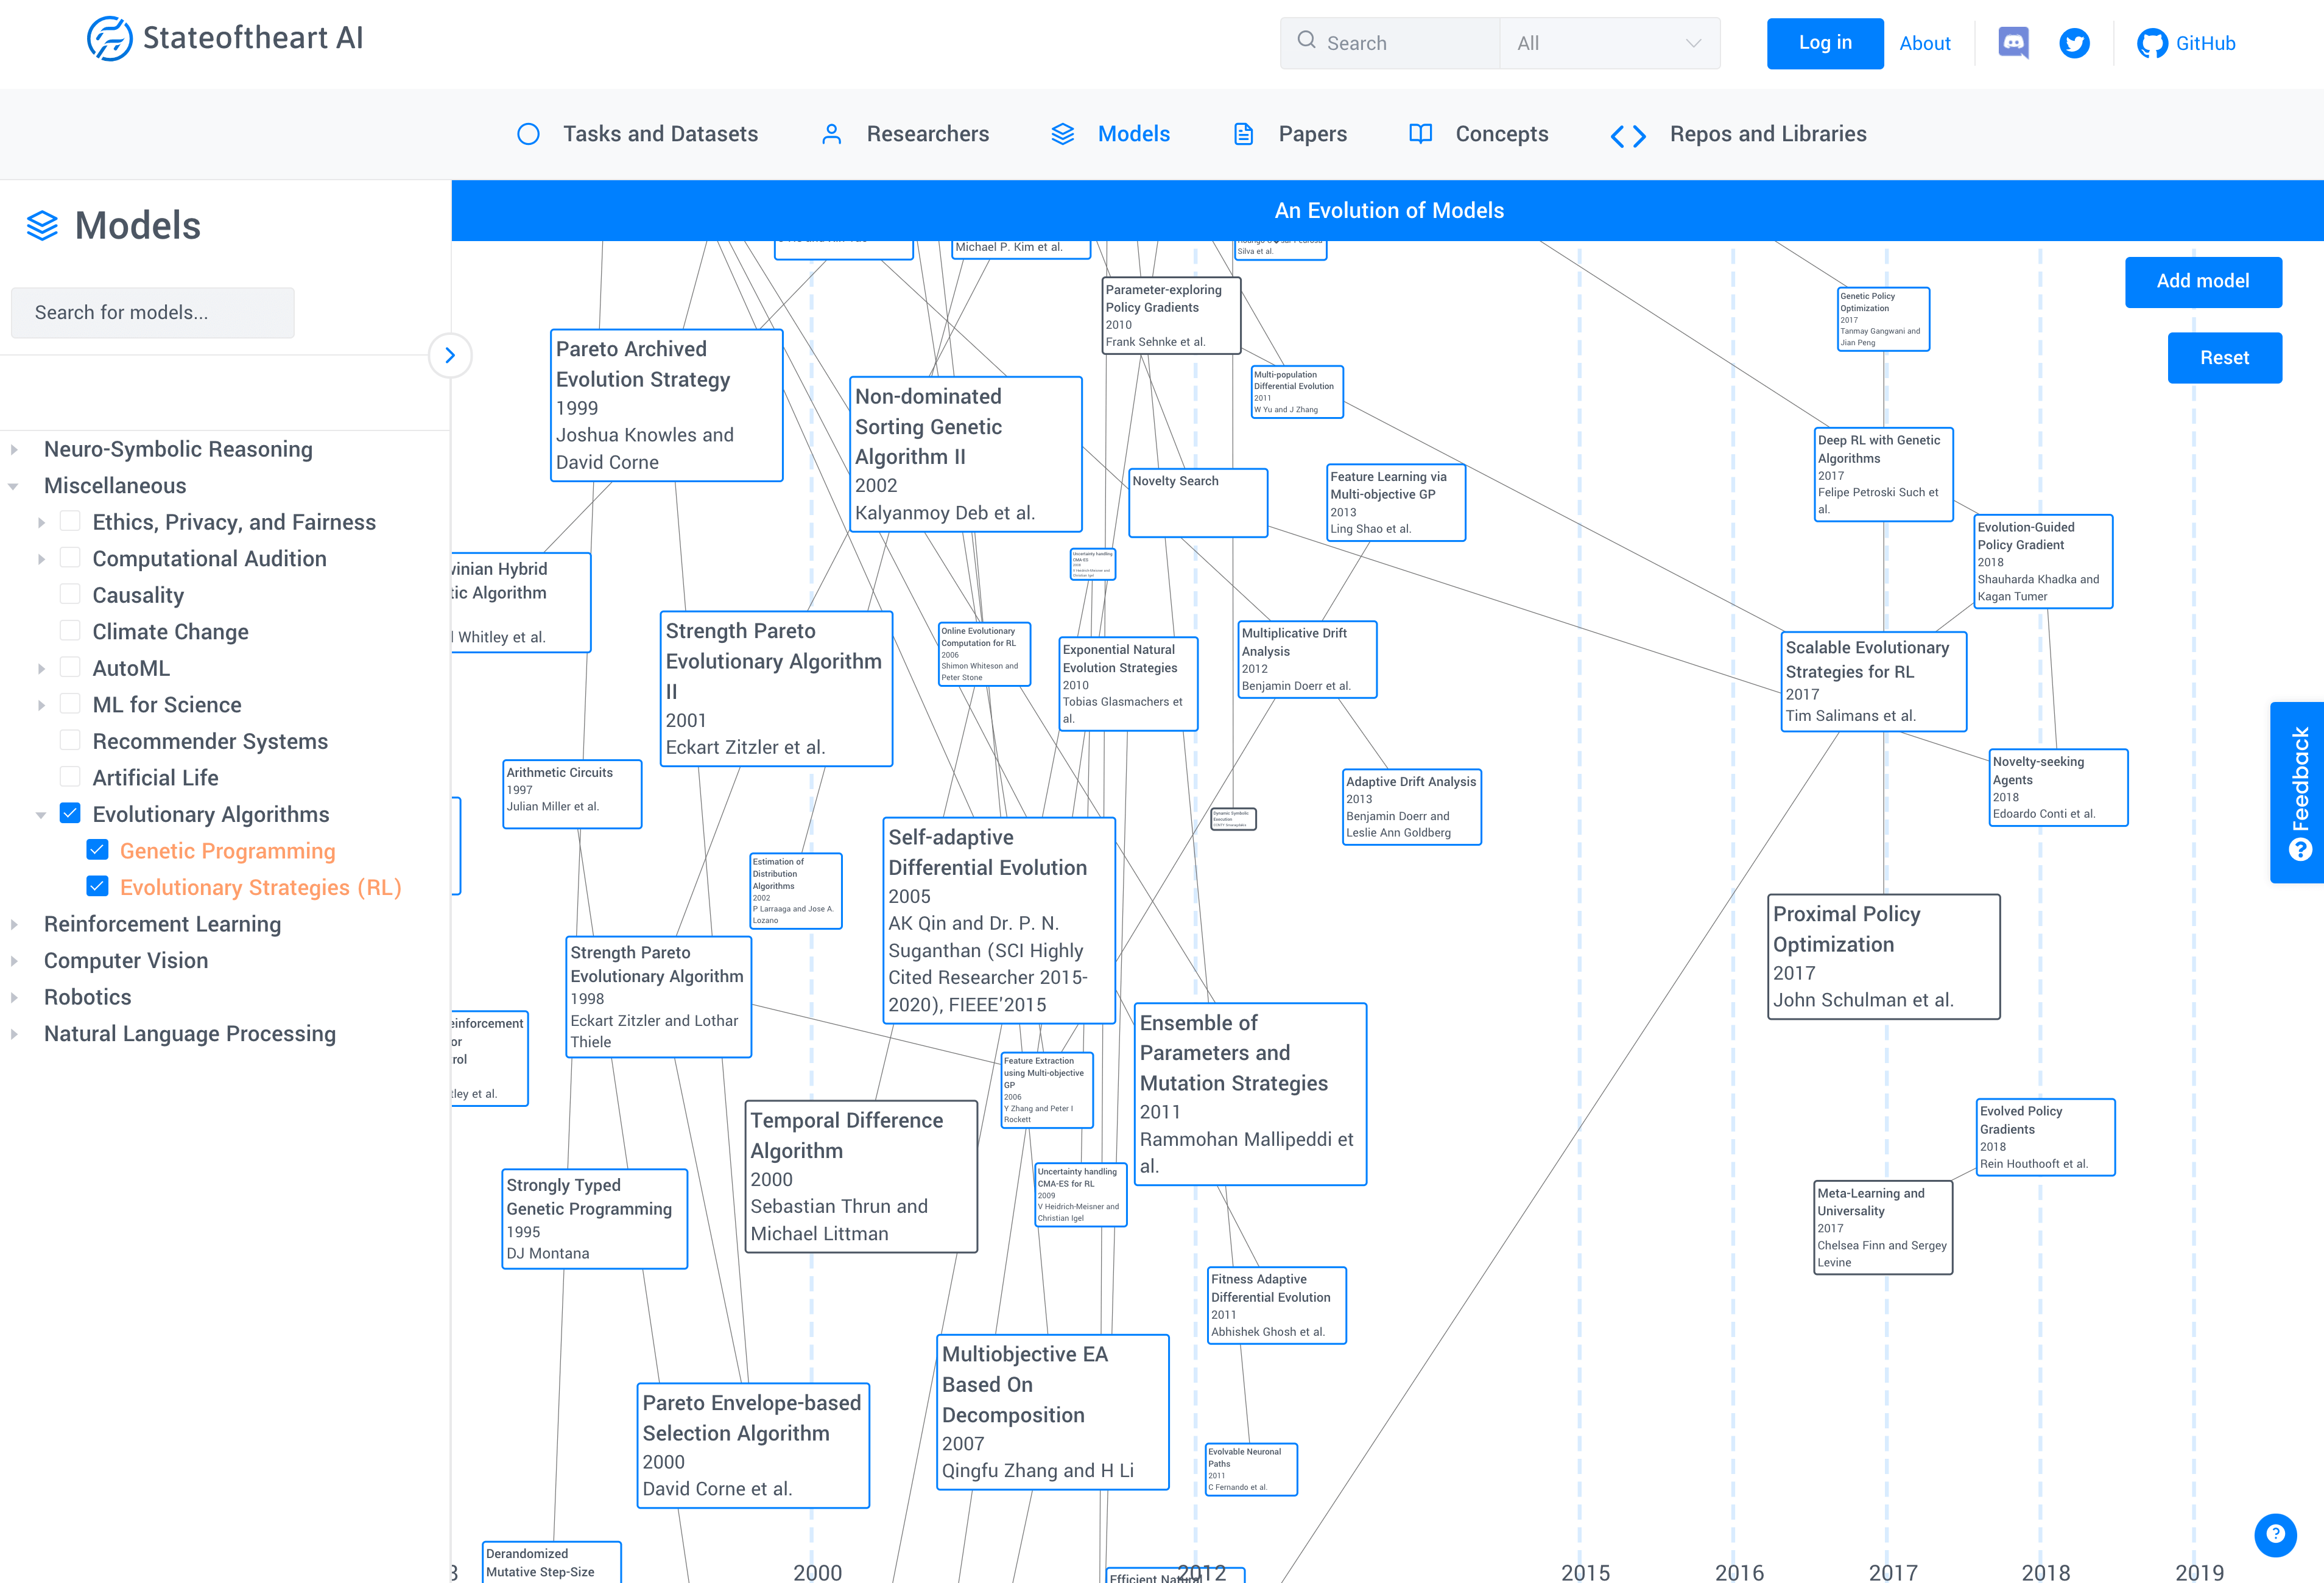 Stateoftheart AI
Search
All
Log in
About
GitHub
Tasks and Datasets
Researchers
Models
Papers
Concepts
Repos and Libraries
Models
Search for models...
Neuro-Symbolic Reasoning
Miscellaneous
Ethics, Privacy, and Fairness
Computational Audition
Causality
Climate Change
AutoML
ML for Science
Recommender Systems
Artificial Life
Evolutionary Algorithms
Genetic Programming
Evolutionary Strategies (RL)
Reinforcement Learning
Computer Vision
Robotics
Natural Language Processing
An Evolution of Models
Add model
Reset
Michael P. Kim et al.
Silva et al.
Parameter-exploring
Policy Gradients
2010
Frank Sehnke et al.
Genetic Policy
Optimization
2017
Tanmay Gangwani and
Jian Peng
Pareto Archived
Evolution Strategy
1999
Joshua Knowles and
David Corne
Non-dominated
Sorting Genetic
Algorithm II
2002
Kalyanmoy Deb et al.
Multi-population
Differential Evolution
2011
W Yu and J Zhang
Novelty Search
Feature Learning via
Multi-objective GP
2013
Ling Shao et al.
Deep RL with Genetic
Algorithms
2017
Felipe Petroski Such et
al.
Evolution-Guided
Policy Gradient
2018
Shauharda Khadka and
Kagan Tumer
vinian Hybrid
tic Algorithm
l Whitley et al.
Uncertainty handling
CMA-ES
V Heidrich-Meisner and
Christian Igel
Strength Pareto
Evolutionary Algorithm
II
2001
Eckart Zitzler et al.
Online Evolutionary
Computation for RL
2006
Shimon Whiteson and
Peter Stone
Exponential Natural
Evolution Strategies
2010
Tobias Glasmachers et
al.
Multiplicative Drift
Analysis
2012
Benjamin Doerr et al.
Scalable Evolutionary
Strategies for RL
2017
Tim Salimans et al.
Novelty-seeking
Agents
2018
Edoardo Conti et al.
Arithmetic Circuits
1997
Julian Miller et al.
Adaptive Drift Analysis
2013
Benjamin Doerr and
Leslie Ann Goldberg
Dynamic Symbolic
Execution
Estimation of
Distribution
Algorithms
2002
P Larraaga and Jose A.
Lozano
Self-adaptive
Differential Evolution
2005
AK Qin and Dr. P. N.
Suganthan (SCI Highly
Cited Researcher 2015-
2020), FIEEE'2015
Proximal Policy
Optimization
2017
John Schulman et al.
Strength Pareto
Evolutionary Algorithm
1998
Eckart Zitzler and Lothar
Thiele
einforcement
or
rol
tley et al.
Ensemble of
Parameters and
Mutation Strategies
2011
Rammohan Mallipeddi et
al.
Feature Extraction
using Multi-objective
GP
2006
Y Zhang and Peter I
Rockett
Temporal Difference
Algorithm
2000
Sebastian Thrun and
Michael Littman
Uncertainty handling
CMA-ES for RL
2009
V Heidrich-Meisner and
Christian Igel
Evolved Policy
Gradients
2018
Rein Houthooft et al.
Meta-Learning and
Universality
2017
Chelsea Finn and Sergey
Levine
Strongly Typed
Genetic Programming
1995
DJ Montana
Fitness Adaptive
Differential Evolution
2011
Abhishek Ghosh et al.
Multiobjective EA
Based On
Decomposition
2007
Qingfu Zhang and H Li
Pareto Envelope-based
Selection Algorithm
2000
David Corne et al.
Evolvable Neuronal
Paths
2011
C Fernando et al.
Derandomized
Mutative Step-Size
Efficient Natural
3
2000
2012
2015
2016
2017
2018
2019
Feedback